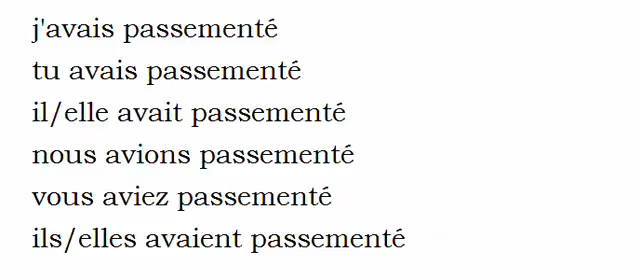 j'avais passementé
tu avais passementé
il/elle avait passementé
nous avions passementé
vous aviez passementé
ils/elles avaient passementé